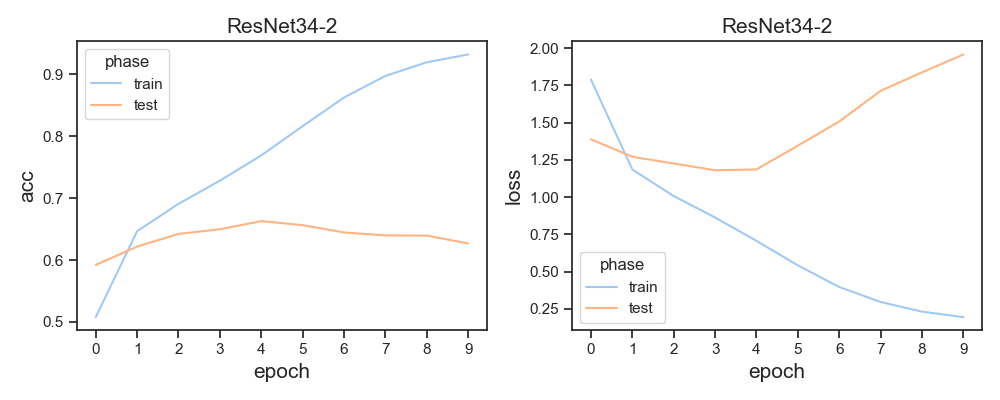 ResNet34-2
phase
train
test
0.9
0.8
0.7
0.6
0.5
acc
0 1 2 3 4 5 6 7 8 9
epoch
ResNet34-2
2.00
1.75
1.50
1.25
1.00
0.75
0.50
0.25
loss
phase
train
test
0 1 2 3 4 5 6 7 8 9
epoch